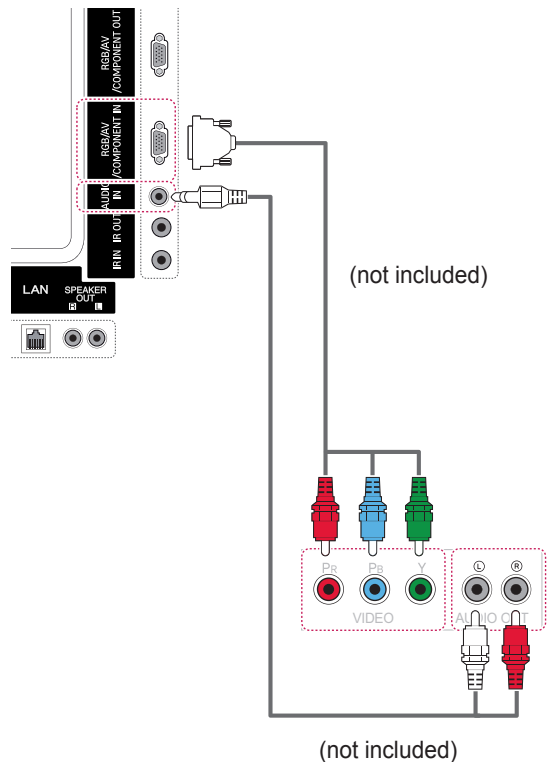 RGB/AV
/COMPONENT OUT
RGB/AV
/COMPONENT IN
AUDIO
IN
IR OUT
IR IN
LAN
SPEAKER
OUT
R L
(not included)
PR PB Y
VIDEO
L R
AUDIO OUT
(not included)